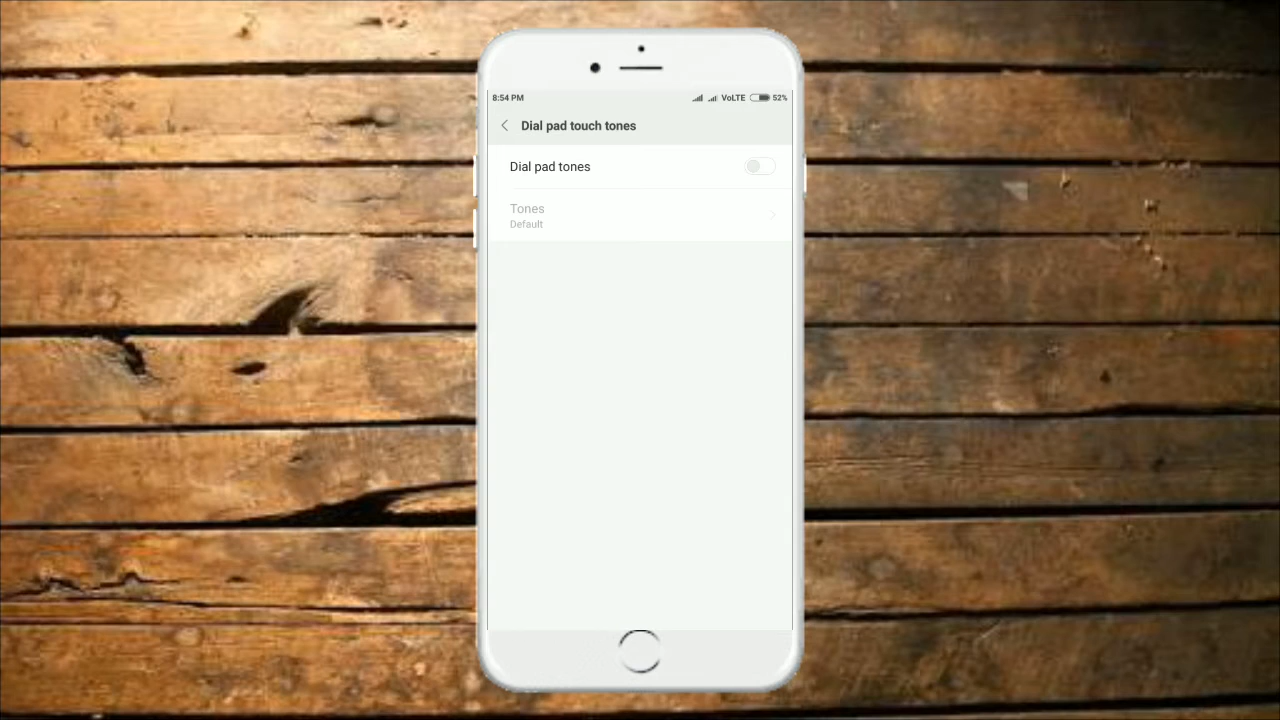 8:54 PM VoLTE 52%
Dial pad touch tones
Dial pad tones
Tones
Default